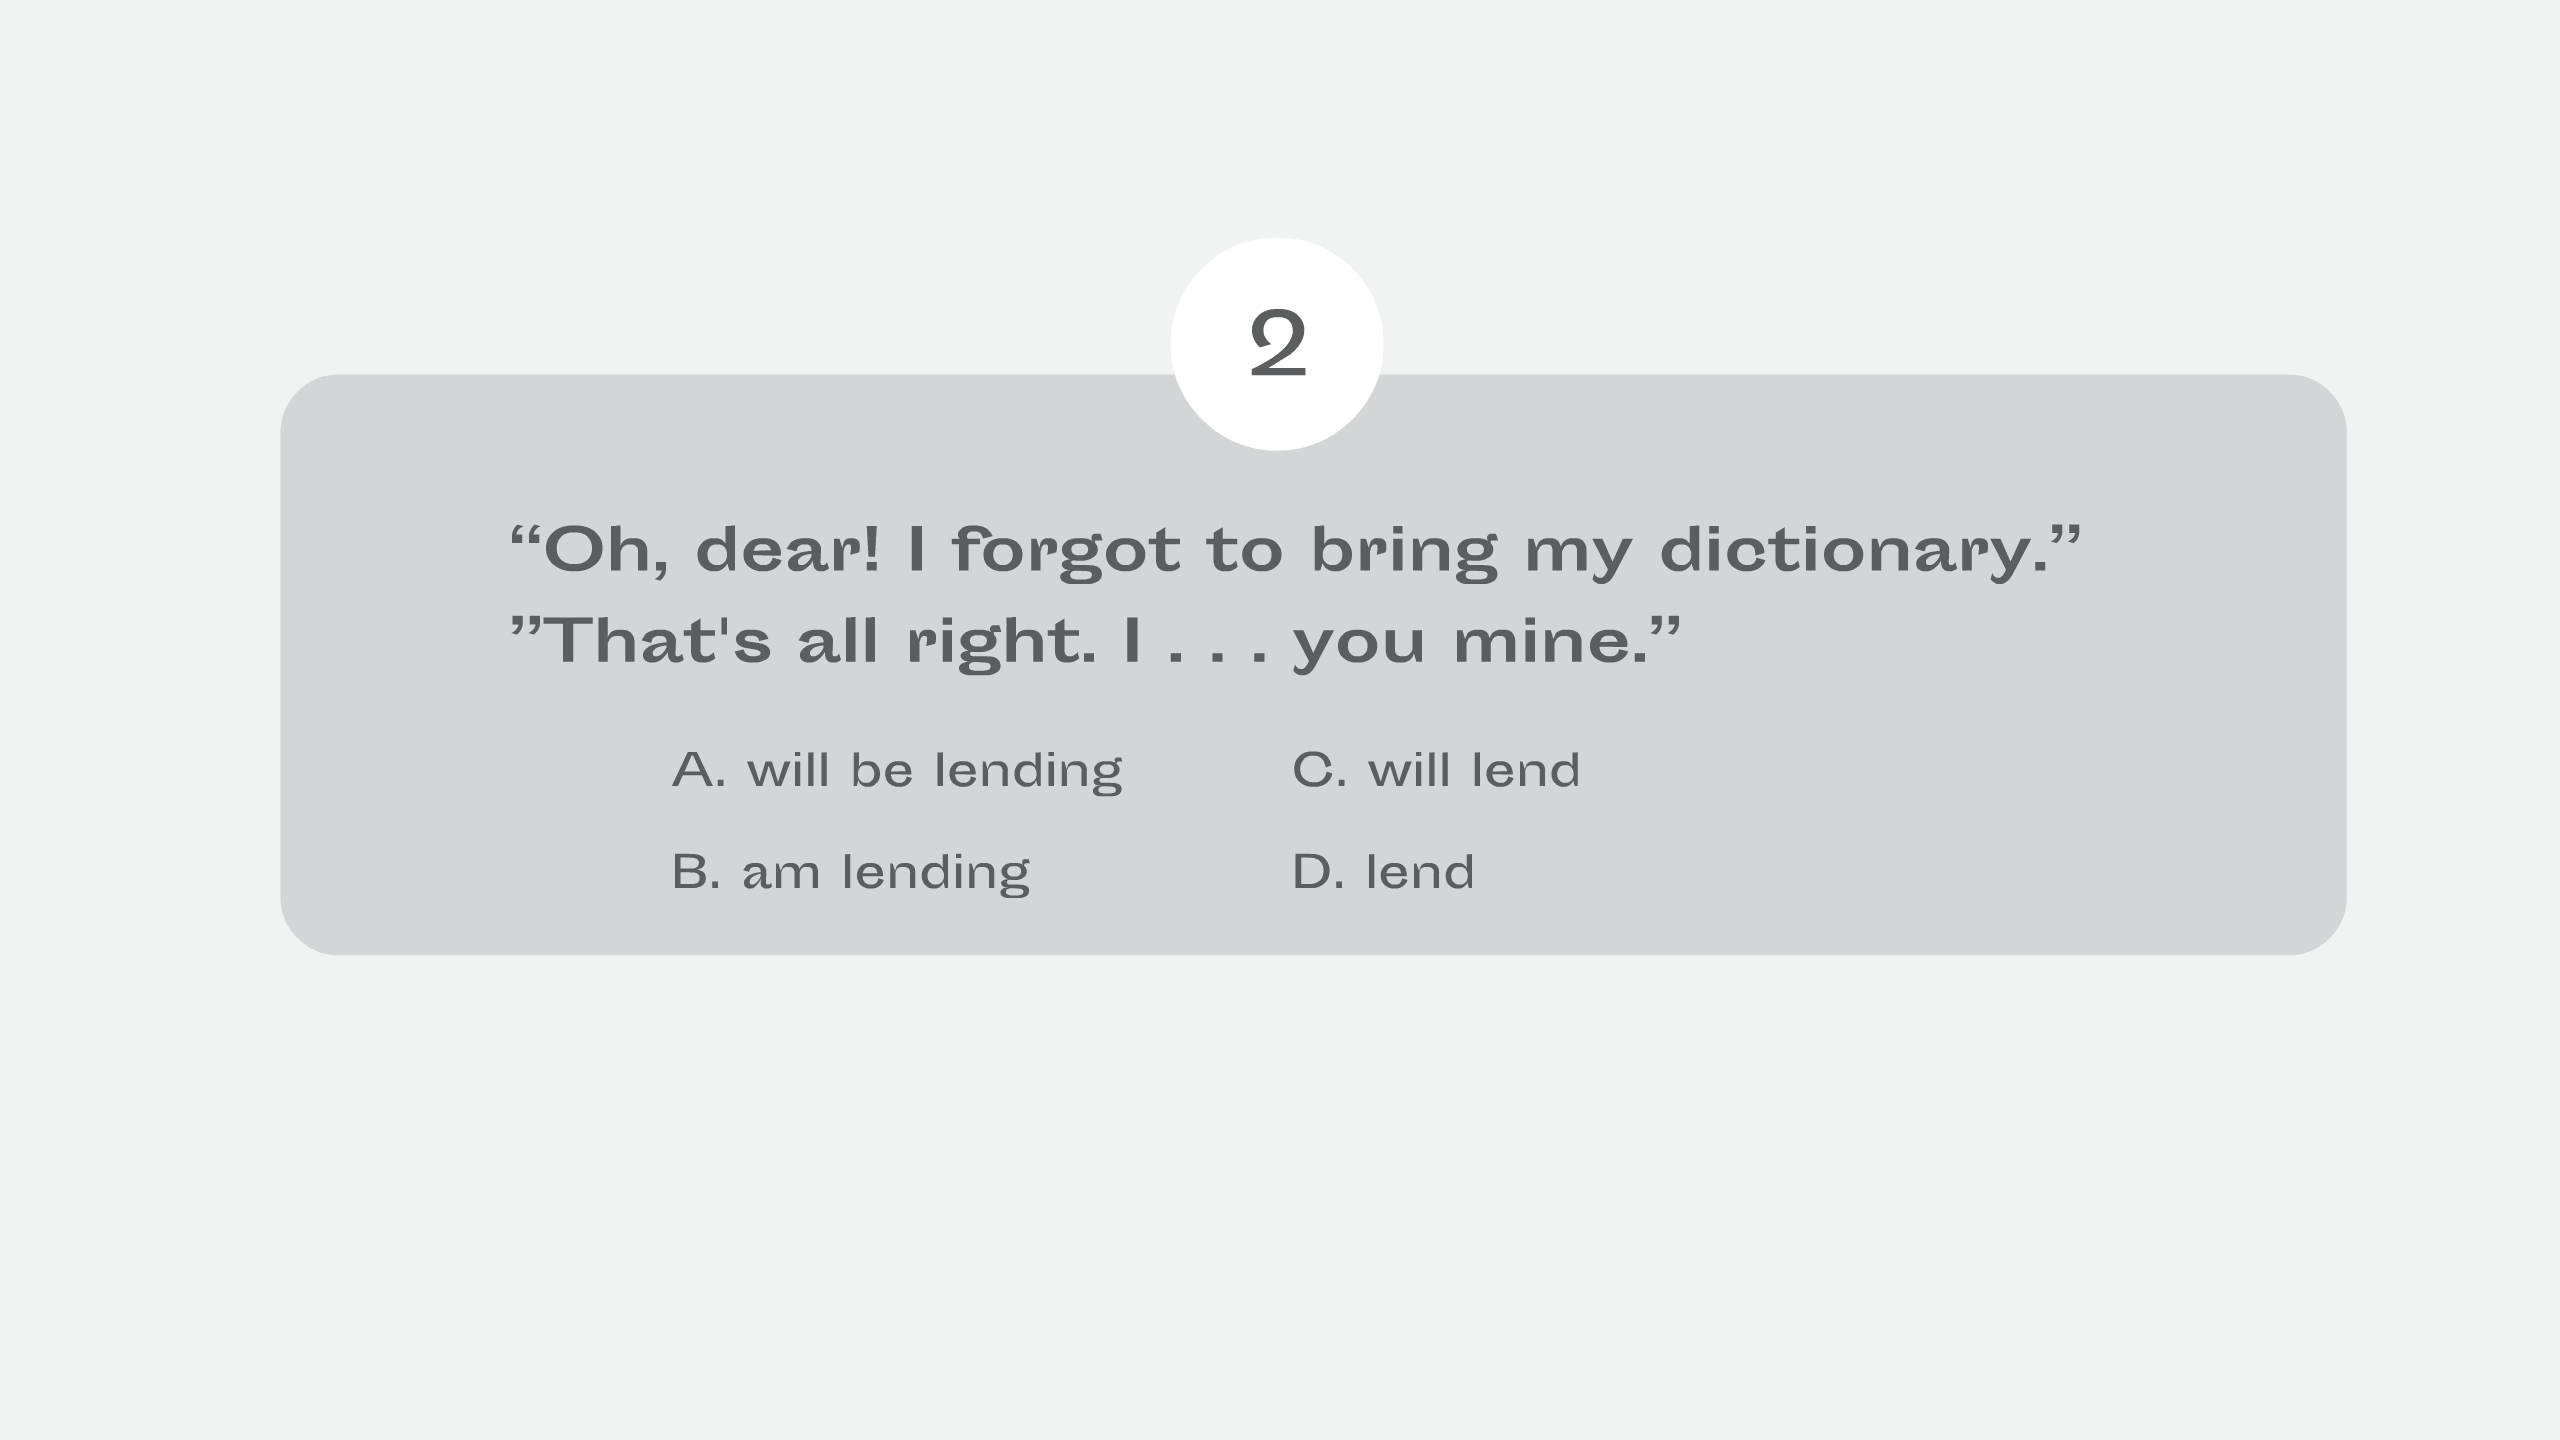 2
“Oh, dear! I forgot to bring my dictionary.”
”That's all right. I . . . you mine.”
A. will be lending
B. am lending
C. will lend
D. lend